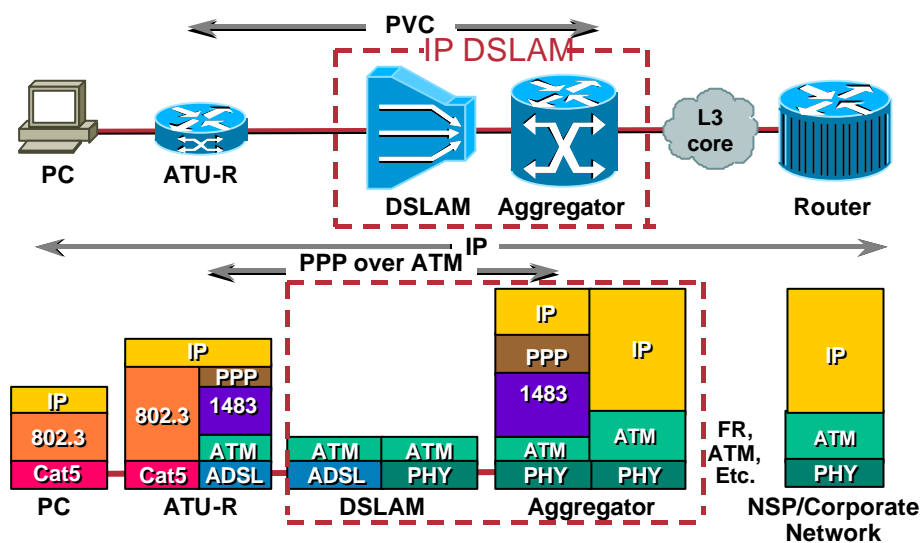 PVC
IP DSLAM
L3
core
PC
ATU-R
DSLAM
Aggregator
Router
IP
PPP over ATM
IP
802.3
Cat5
IP
802.3
PPP
1483
ATM
Cat5
ADSL
ATM
ATM
ADSL
PHY
IP
PPP
1483
ATM
PHY
IP
ATM
PHY
FR,
ATM,
Etc.
IP
ATM
PHY
PC
ATU-R
DSLAM
Aggregator
NSP/Corporate
Network